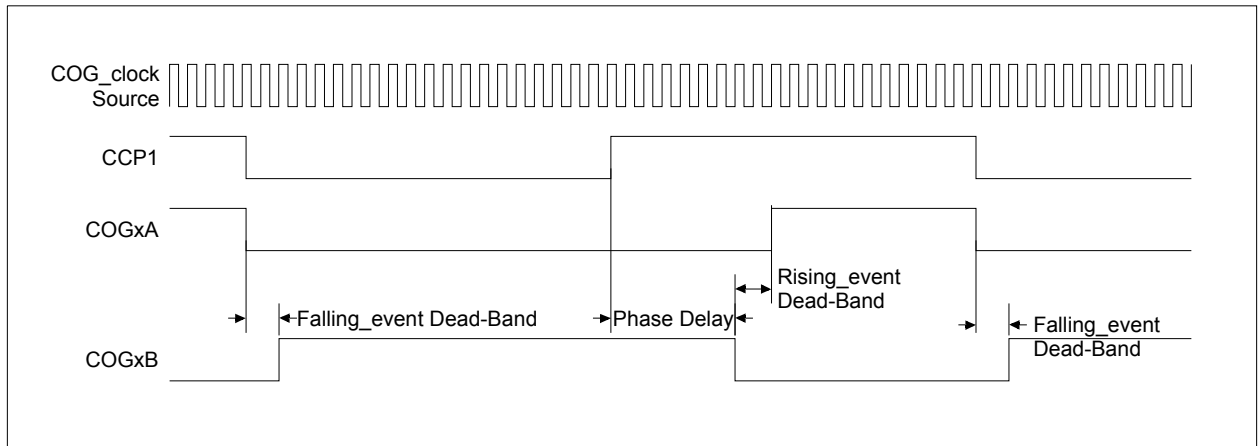 COG_clock
Source
CCP1
COGxA
Rising_event
Dead-Band
Falling_event Dead-Band
Phase Delay
Falling_event
Dead-Band
COGxB